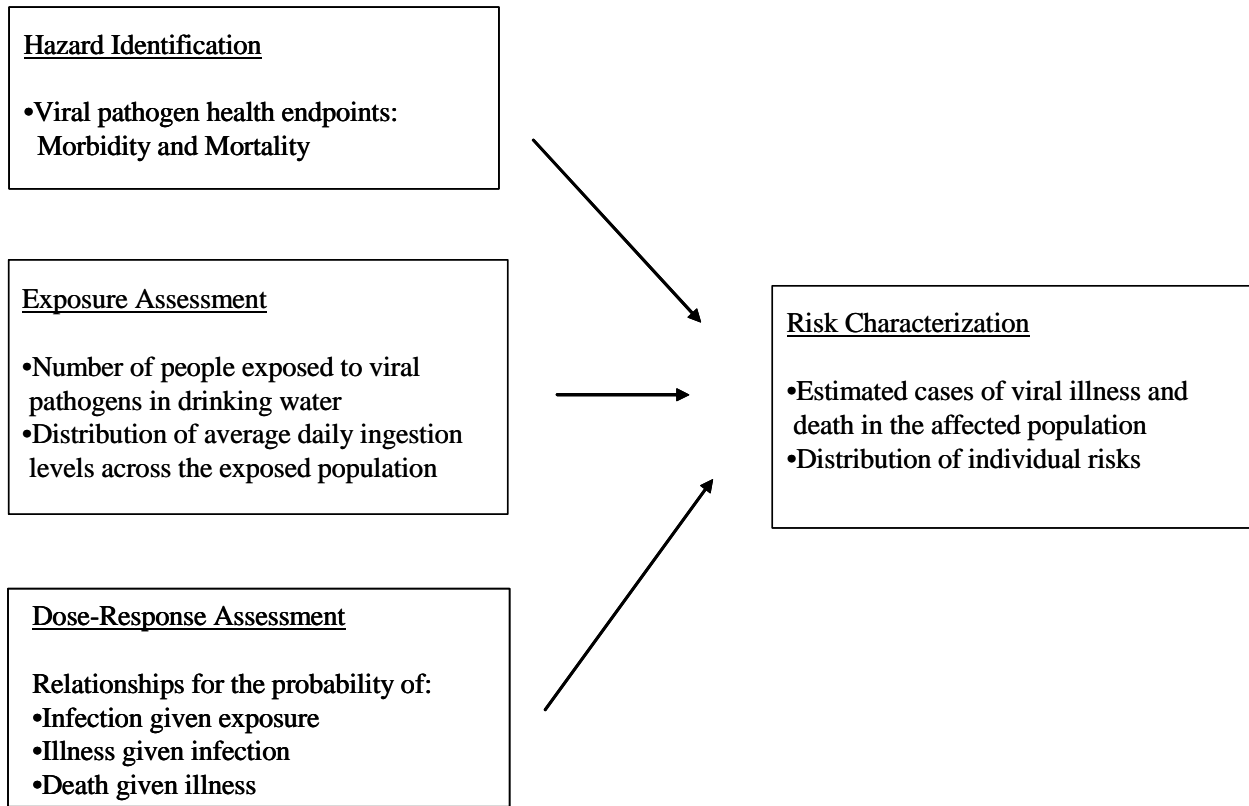 Hazard Identification
•Viral pathogen health endpoints:
Morbidity and Mortality
Exposure Assessment
•Number of people exposed to viral
pathogens in drinking water
•Distribution of average daily ingestion
levels across the exposed population
Dose-Response Assessment
Relationships for the probability of:
•Infection given exposure
•Illness given infection
•Death given illness
Risk Characterization
•Estimated cases of viral illness and
death in the affected population
•Distribution of individual risks